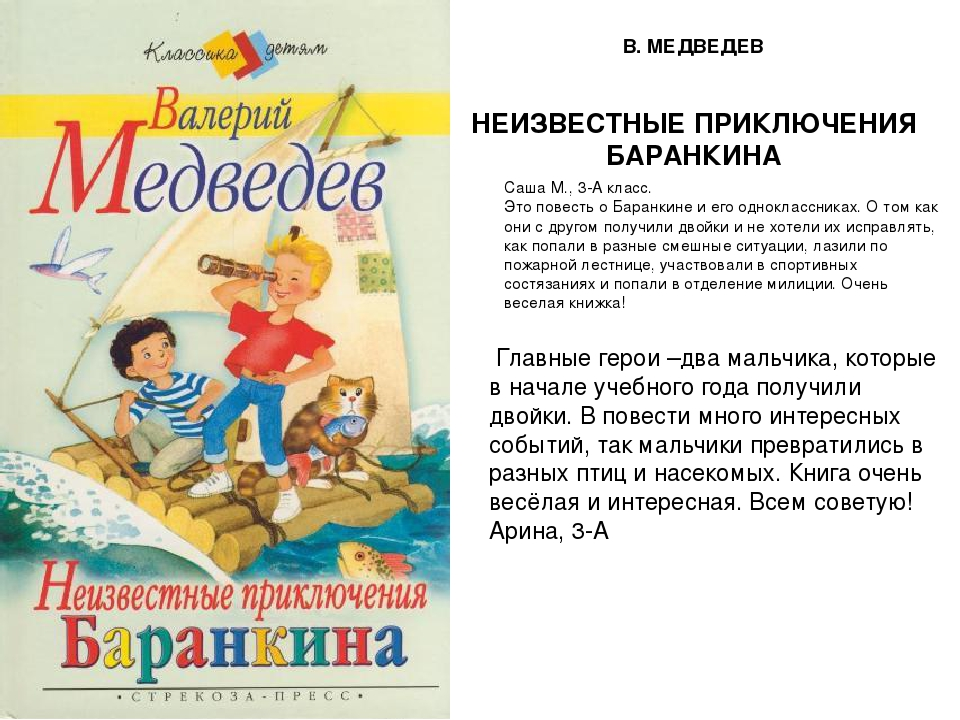 Классика детям
Валерий
Медведев
Неизвестные приключения
Баранкина
•СТРЕКОЗА-ПРЕСС•
В. МЕДВЕДЕВ
НЕИЗВЕСТНЫЕ ПРИКЛЮЧЕНИЯ
БАРАНКИНА
Саша М., 3-А класс.
Это повесть о Баранкине и его одноклассниках. О том как
они с другом получили двойки и не хотели их исправлять,
как попали в разные смешные ситуации, лазили по
пожарной лестнице, участвовали в спортивных
состязаниях и попали в отделение милиции. Очень
веселая книжка!
Главные герои –два мальчика, которые
в начале учебного года получили
двойки. В повести много интересных
событий, так мальчики превратились в
разных птиц и насекомых. Книга очень
весёлая и интересная. Всем советую!
Арина, 3-А